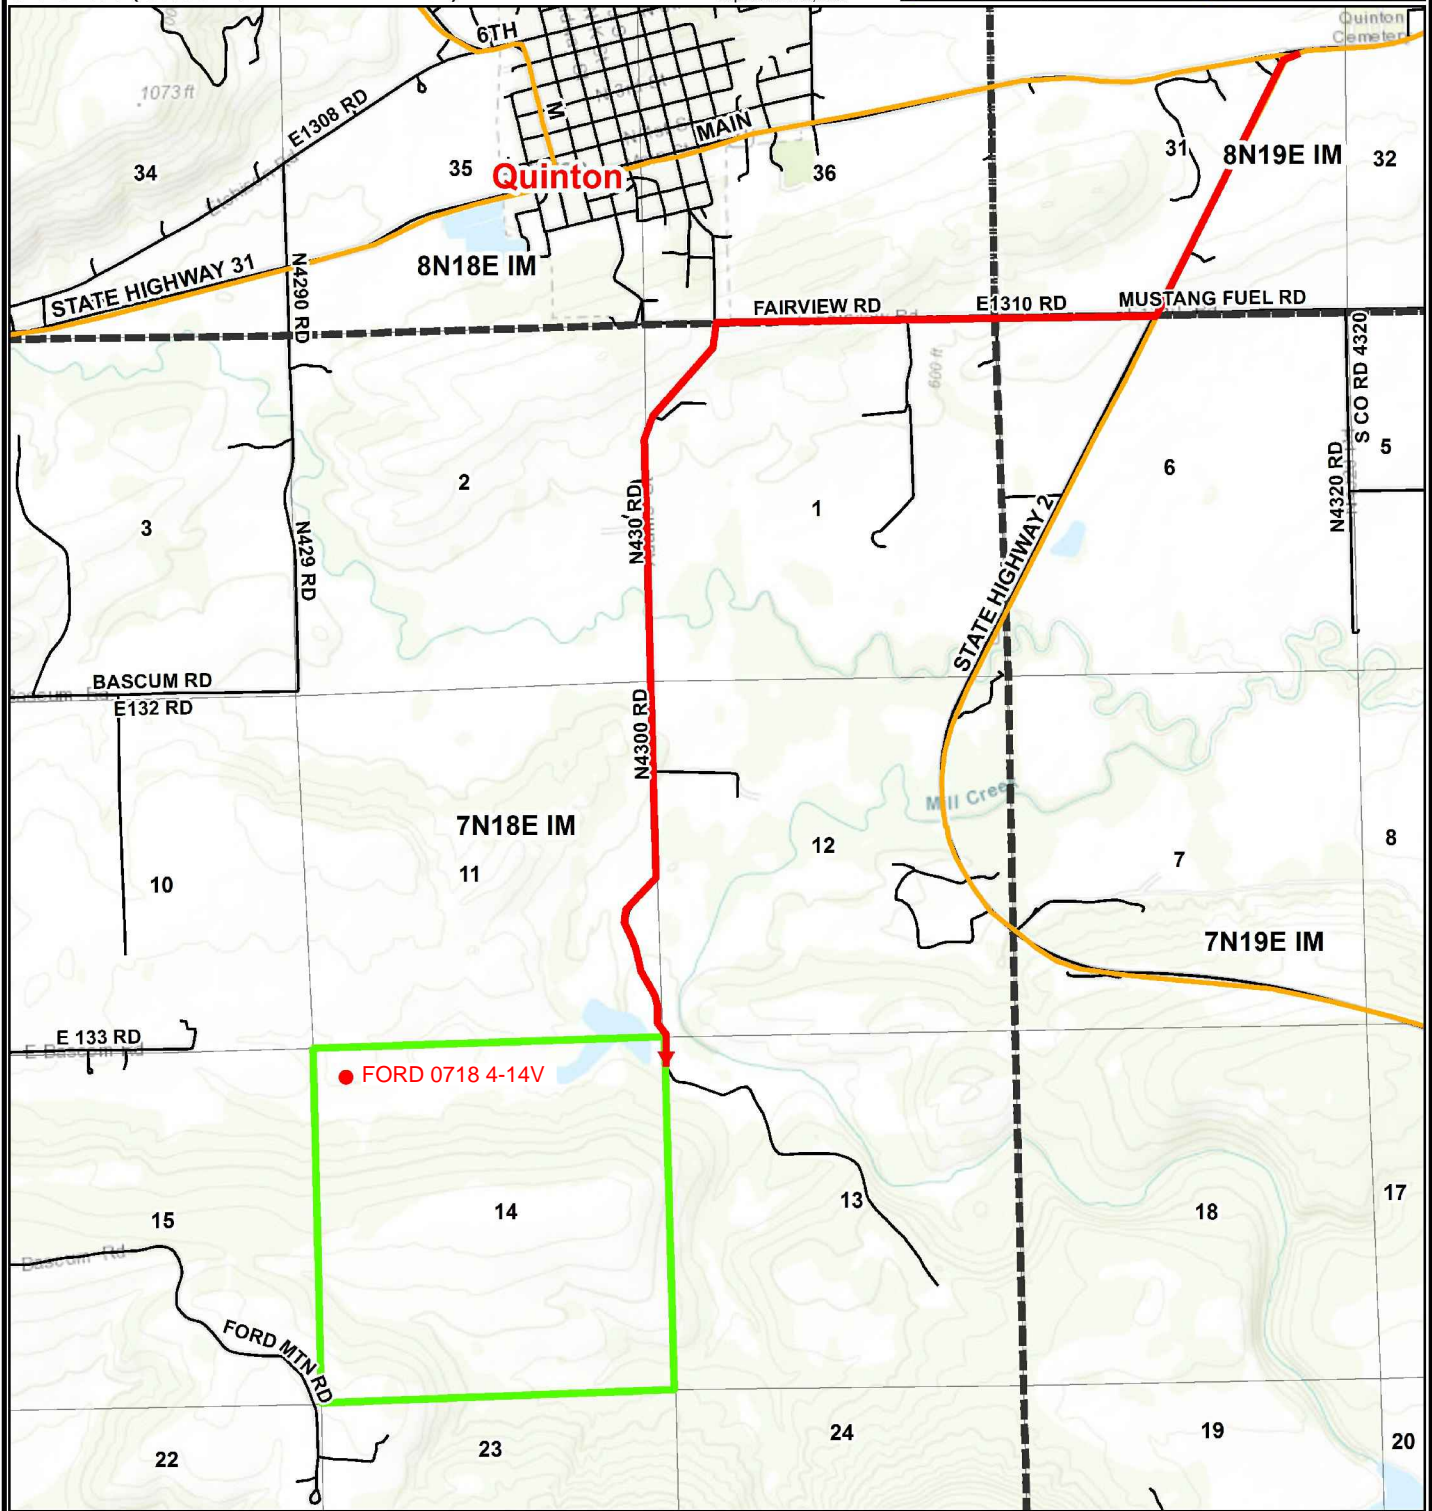 Quinton
Cemetery
6TH
1073 ft
E1308 RD
M
MAIN
34
35
Quinton
36
31
8N19E IM
32
STATE HIGHWAY 31
8N18E IM
N4290 RD
FAIRVIEW RD
E1310 RD
MUSTANG FUEL RD
600 ft
S CO RD 4320
5
N4320 RD
2
1
6
3
N430 RD
N429 RD
STATE HIGHWAY 2
BASCUM RD
E132 RD
N4300 RD
Mill Creek
7N18E IM
12
7
8
10
11
7N19E IM
E 133 RD
E Bascum Rd
FORD 0718 4-14V
15
14
13
18
17
Bascum Rd
FORD MTN RD
22
23
24
19
20